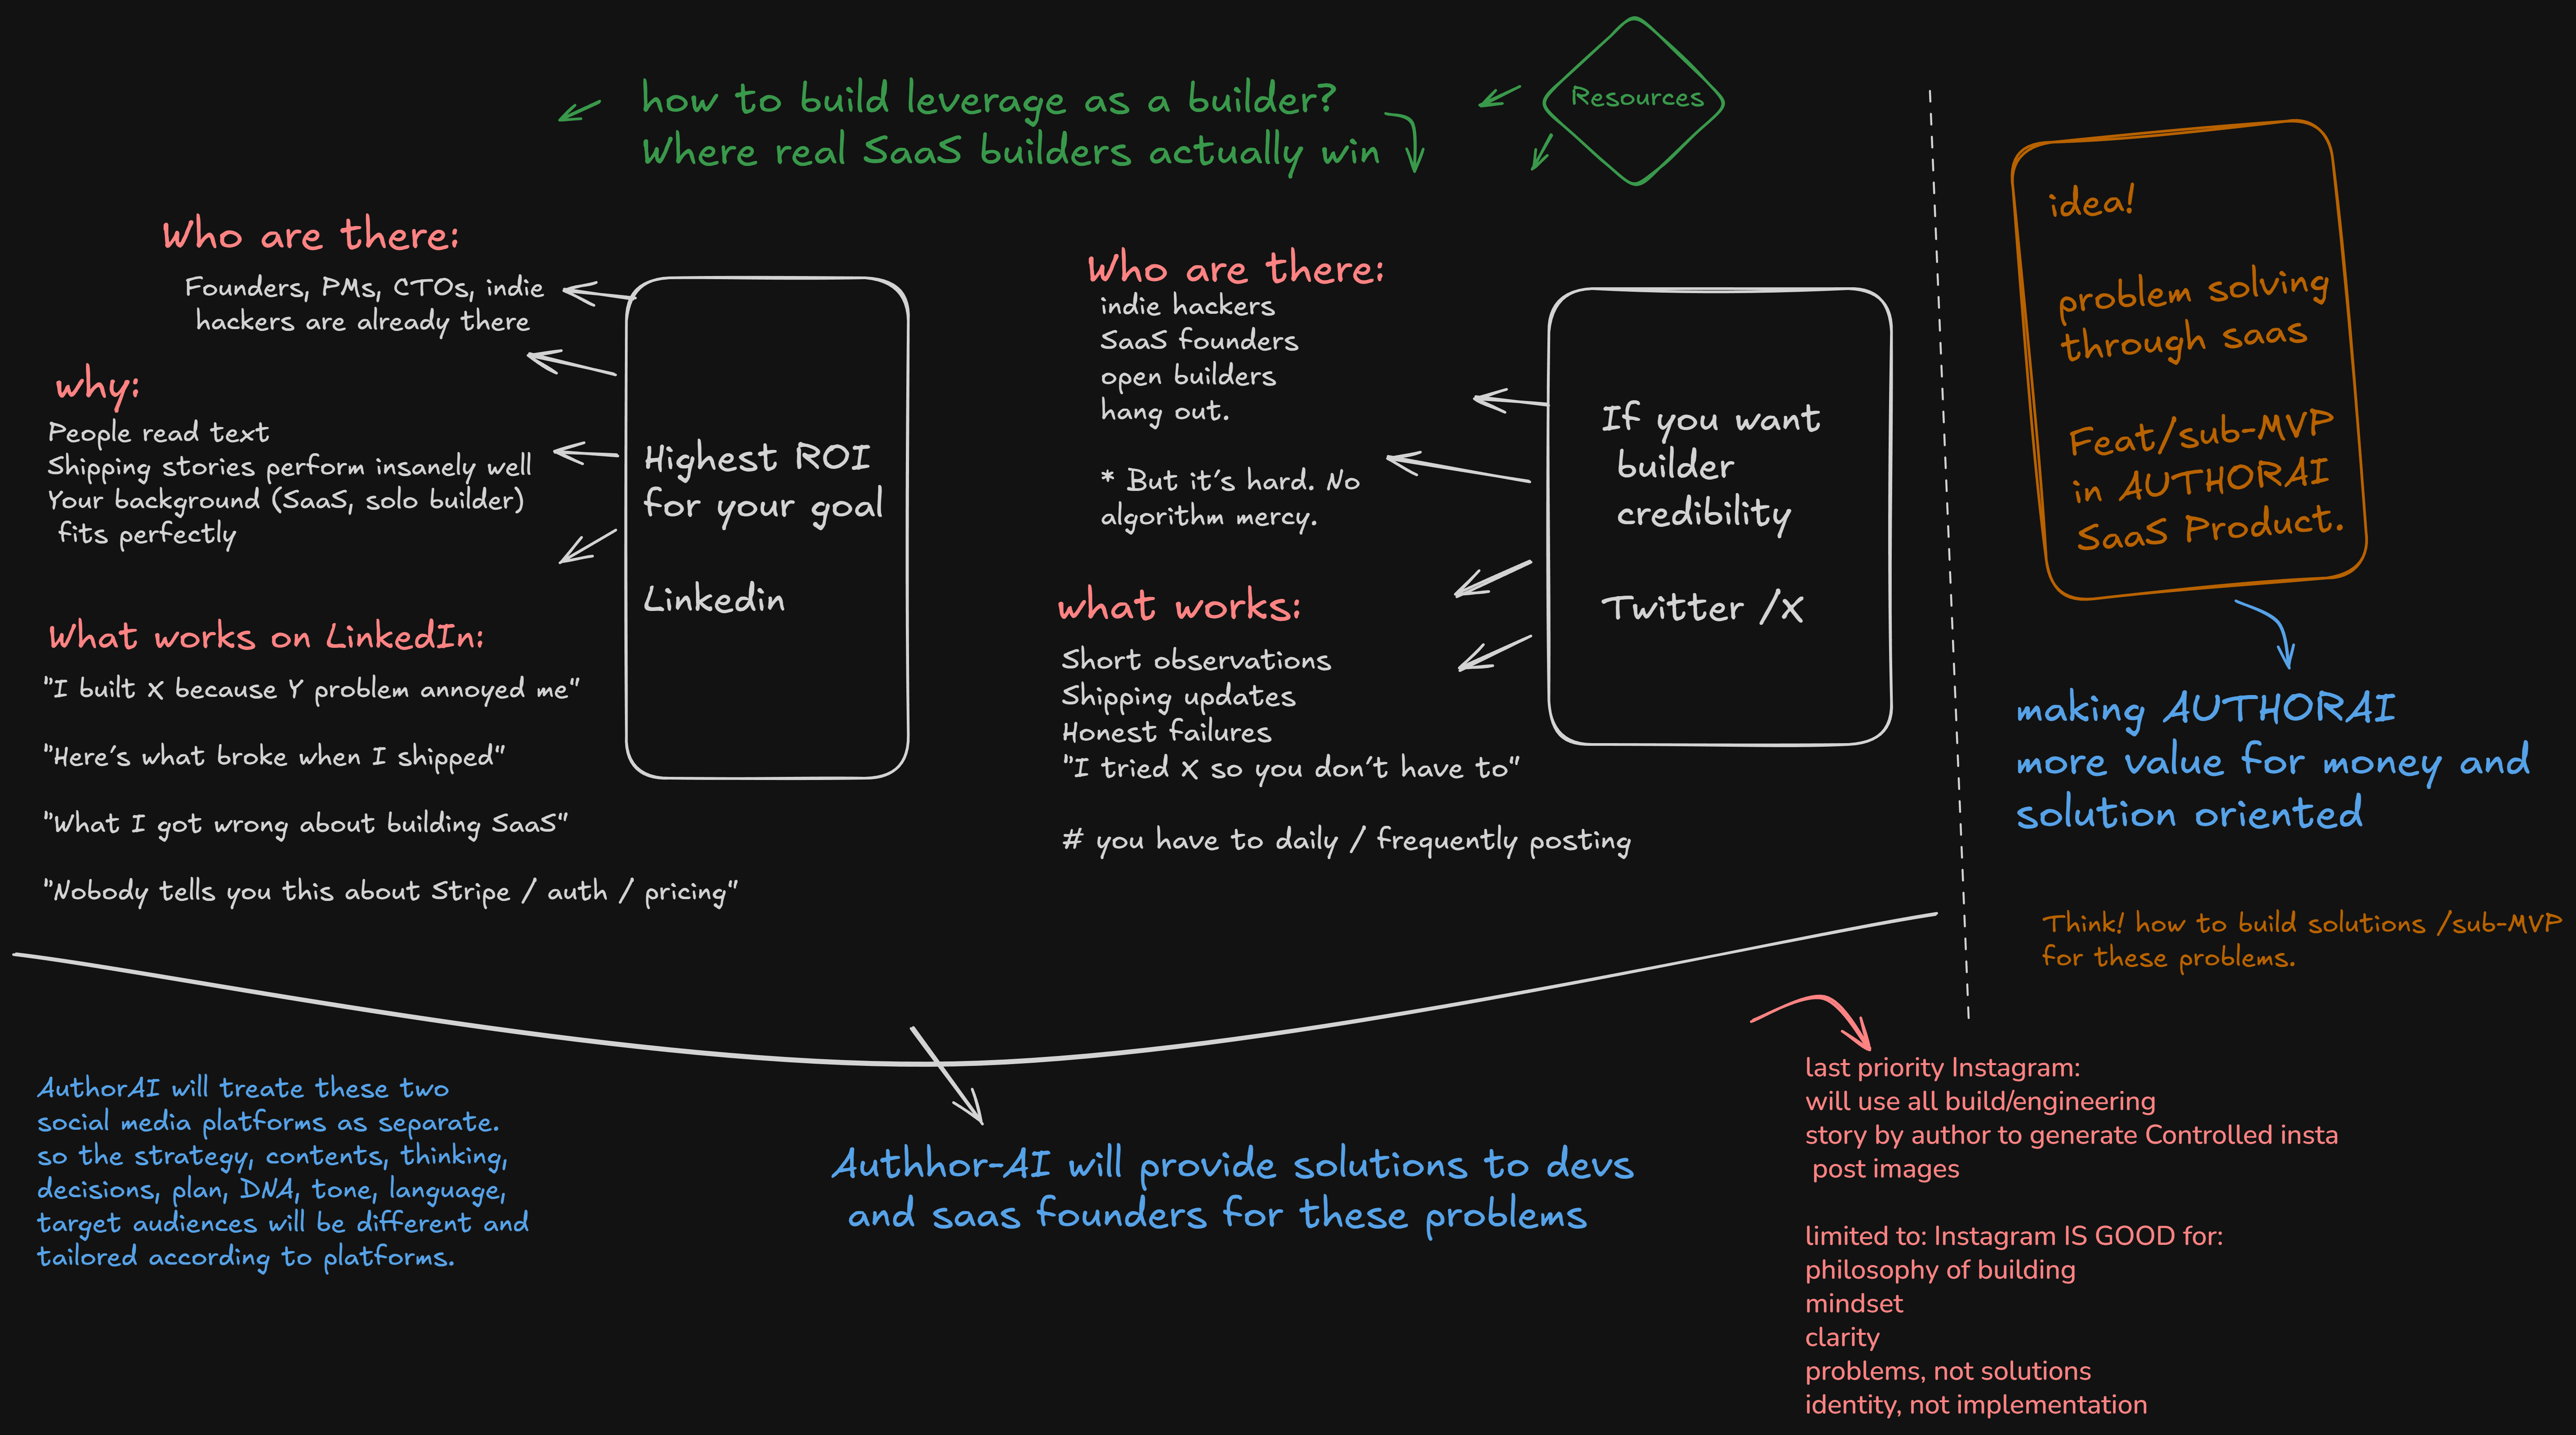 how to build leverage as a builder?
Where real SaaS builders actually win
Resources
Who are there:
Founders, PMs, CTOs, indie
hackers are already there
why:
People read text
Shipping stories perform insanely well
Your background (SaaS, solo builder)
fits perfectly
What works on LinkedIn:
"I built X because Y problem annoyed me"
"Here's what broke when I shipped"
"What I got wrong about building SaaS"
"Nobody tells you this about Stripe / auth / pricing"
Highest ROI
for your goal
Linkedin
Who are there:
indie hackers
SaaS founders
open builders
hang out.
* But it's hard. No
algorithm mercy.
what works:
Short observations
Shipping updates
Honest failures
"I tried X so you don't have to"
# you have to daily / frequently posting
If you want
builder
credibility
Twitter /X
idea!
problem solving
through saas
Feat/sub-MVP
in AUTHORAI
SaaS Product.
making AUTHORAI
more value for money and
solution oriented
Think! how to build solutions /sub-MVP
for these problems.
AuthorAI will treate these two
social media platforms as separate.
so the strategy, contents, thinking,
decisions, plan, DNA, tone, language,
target audiences will be different and
tailored according to platforms.
Authhor-AI will provide solutions to devs
and saas founders for these problems
last priority Instagram:
will use all build/engineering
story by author to generate Controlled insta
post images
limited to: Instagram IS GOOD for:
philosophy of building
mindset
clarity
problems, not solutions
identity, not implementation